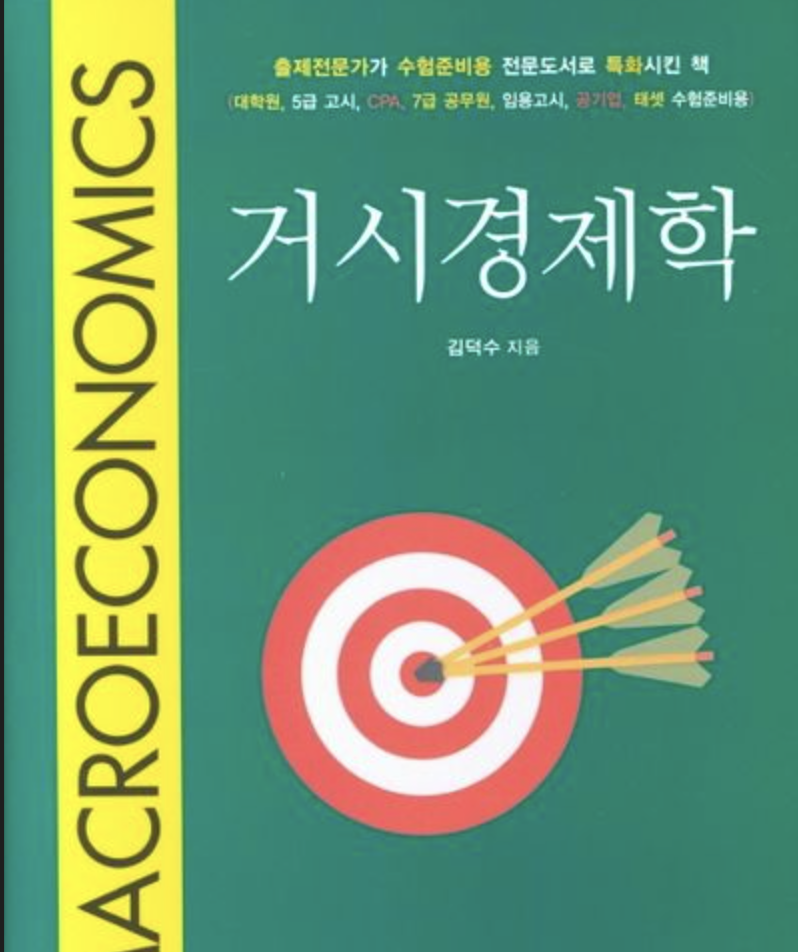 출제전문가가 수험준비용 전문도서로 특화시킨 책
(대학원, 5급 고시, CPA, 7급 공무원, 임용고시, 공기업, 태셋 수험준비용)
거시경제학
김덕수 지음
ACROECONOMICS